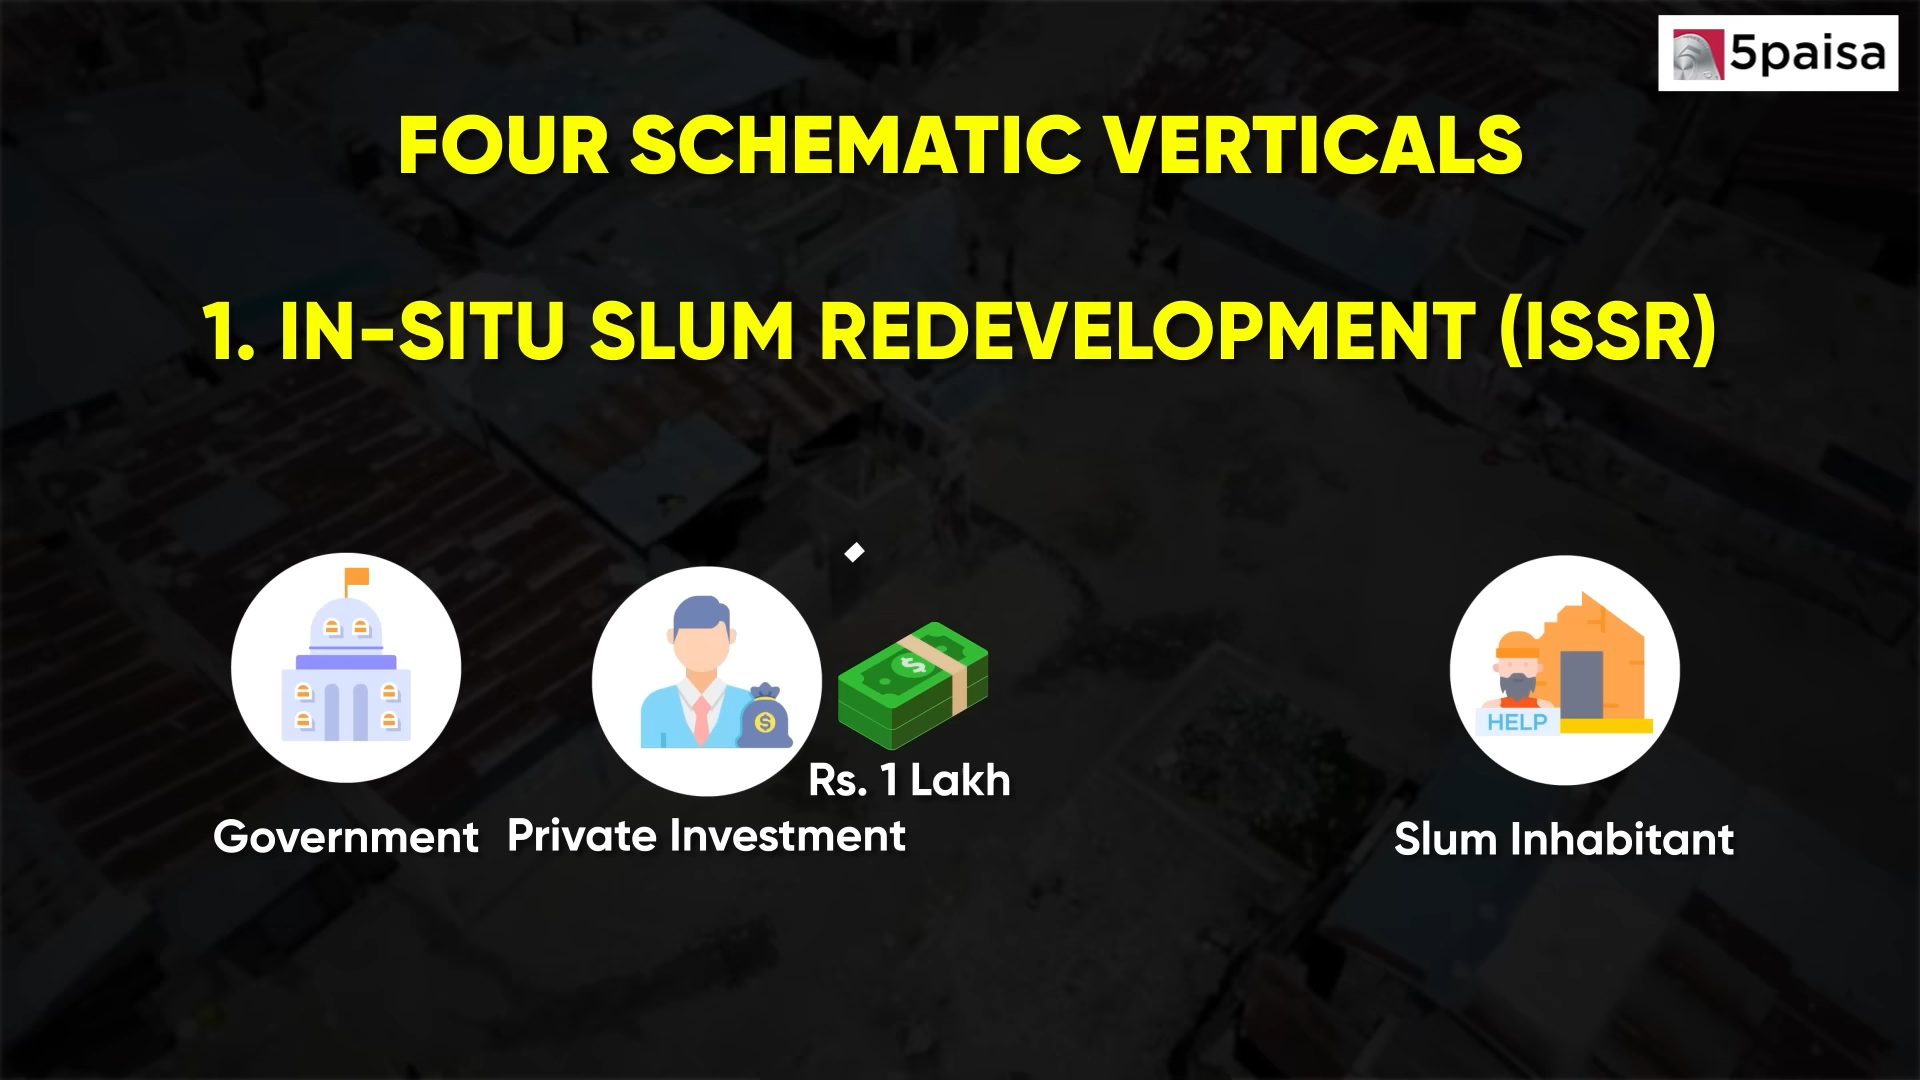 5paisa
FOUR SCHEMATIC VERTICALS
1. IN-SITU SLUM REDEVELOPMENT (ISSR)
HELP
Rs. 1 Lakh
Government
Private Investment
Slum Inhabitant